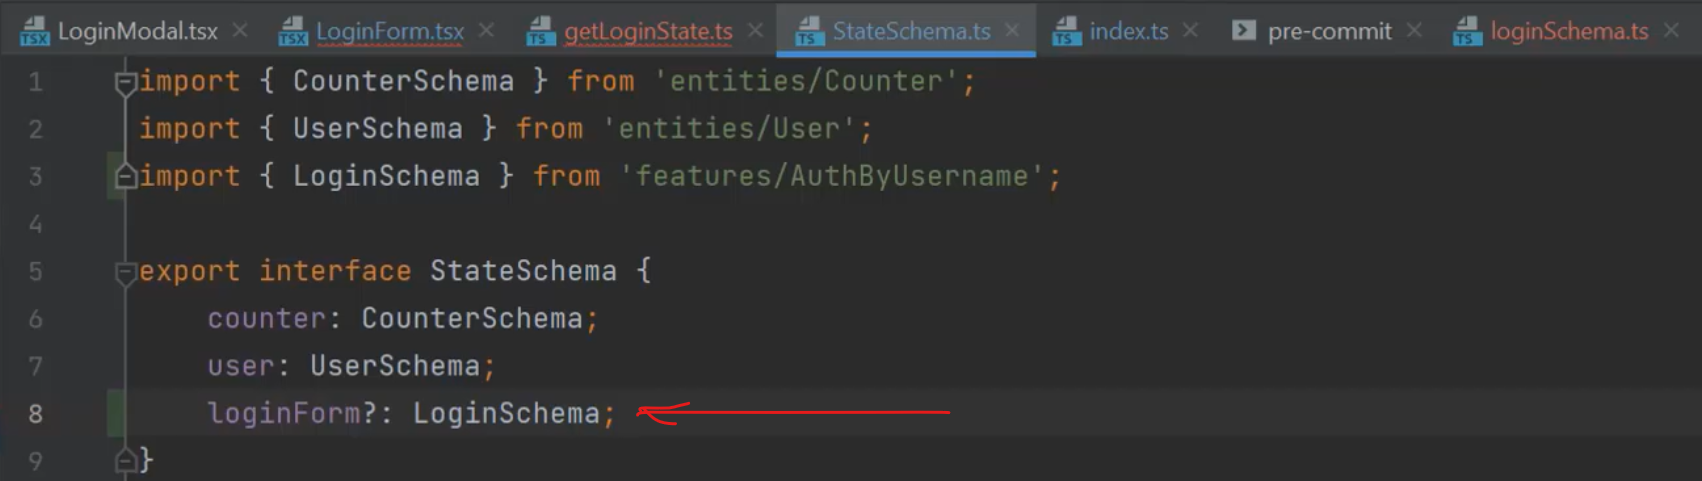 TSX LoginModal.tsx × TSX LoginForm.tsx × TS getLoginState.ts × TS StateSchema.ts × TS index.ts × pre-commit × TS loginSchema.ts ×
1 import { CounterSchema } from 'entities/Counter';
2 import { UserSchema } from 'entities/User';
3 import { LoginSchema } from 'features/AuthByUsername';
4
5 export interface StateSchema {
6 counter: CounterSchema;
7 user: UserSchema;
8 loginForm?: LoginSchema;
9 }